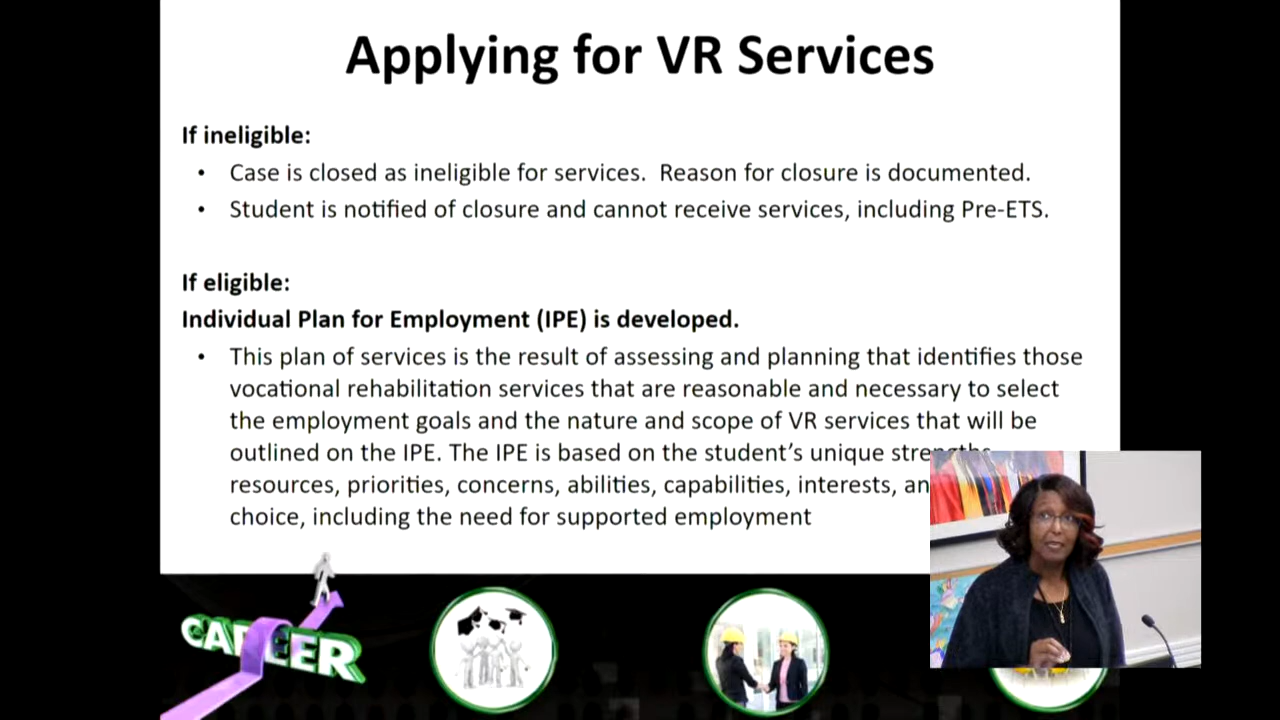 Applying for VR Services
If ineligible:
• Case is closed as ineligible for services.  Reason for closure is documented.
• Student is notified of closure and cannot receive services, including Pre-ETS.
If eligible:
Individual Plan for Employment (IPE) is developed.
• This plan of services is the result of assessing and planning that identifies those
vocational rehabilitation services that are reasonable and necessary to select
the employment goals and the nature and scope of VR services that will be
outlined on the IPE. The IPE is based on the student’s unique strengths,
resources, priorities, concerns, abilities, capabilities, interests,
choice, including the need for supported employment
CAREER